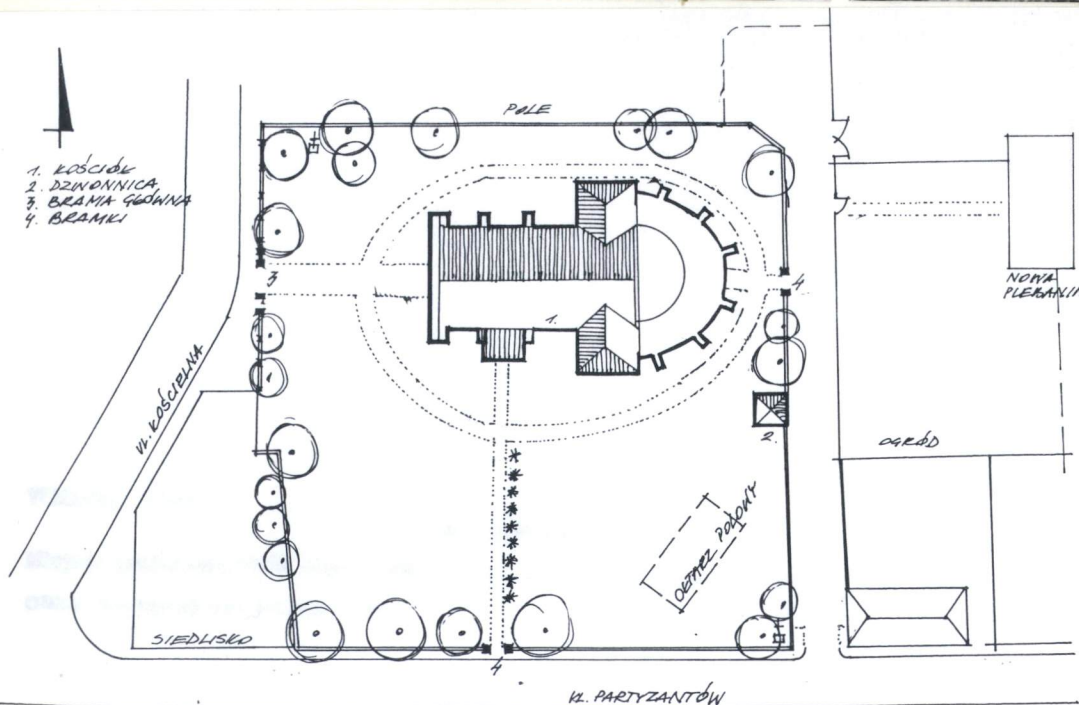 POLE
1. KOŚCIÓŁ
2. DZWONNICA
3. BRAMA GŁÓWNA
4. BRAMKI
3
4
NOWA
PLEBANIA
1.
UL. KOŚCIELNA
2.
OGRÓD
OŁTARZ POLOWY
SIEDLISKO
4
UL. PARTYZANTÓW